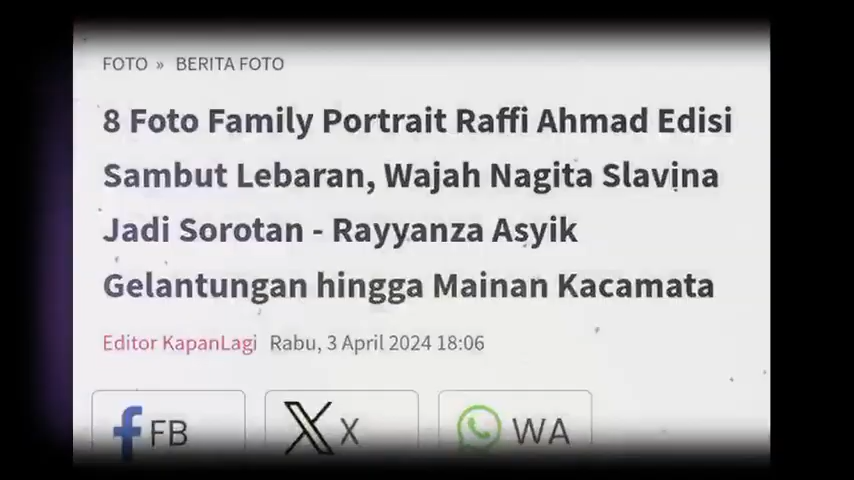 FOTO » BERITA FOTO
8 Foto Family Portrait Raffi Ahmad Edisi
Sambut Lebaran, Wajah Nagita Slavina
Jadi Sorotan - Rayyanza Asyik
Gelantungan hingga Mainan Kacamata
Editor KapanLagi Rabu, 3 April 2024 18:06
FB X WA